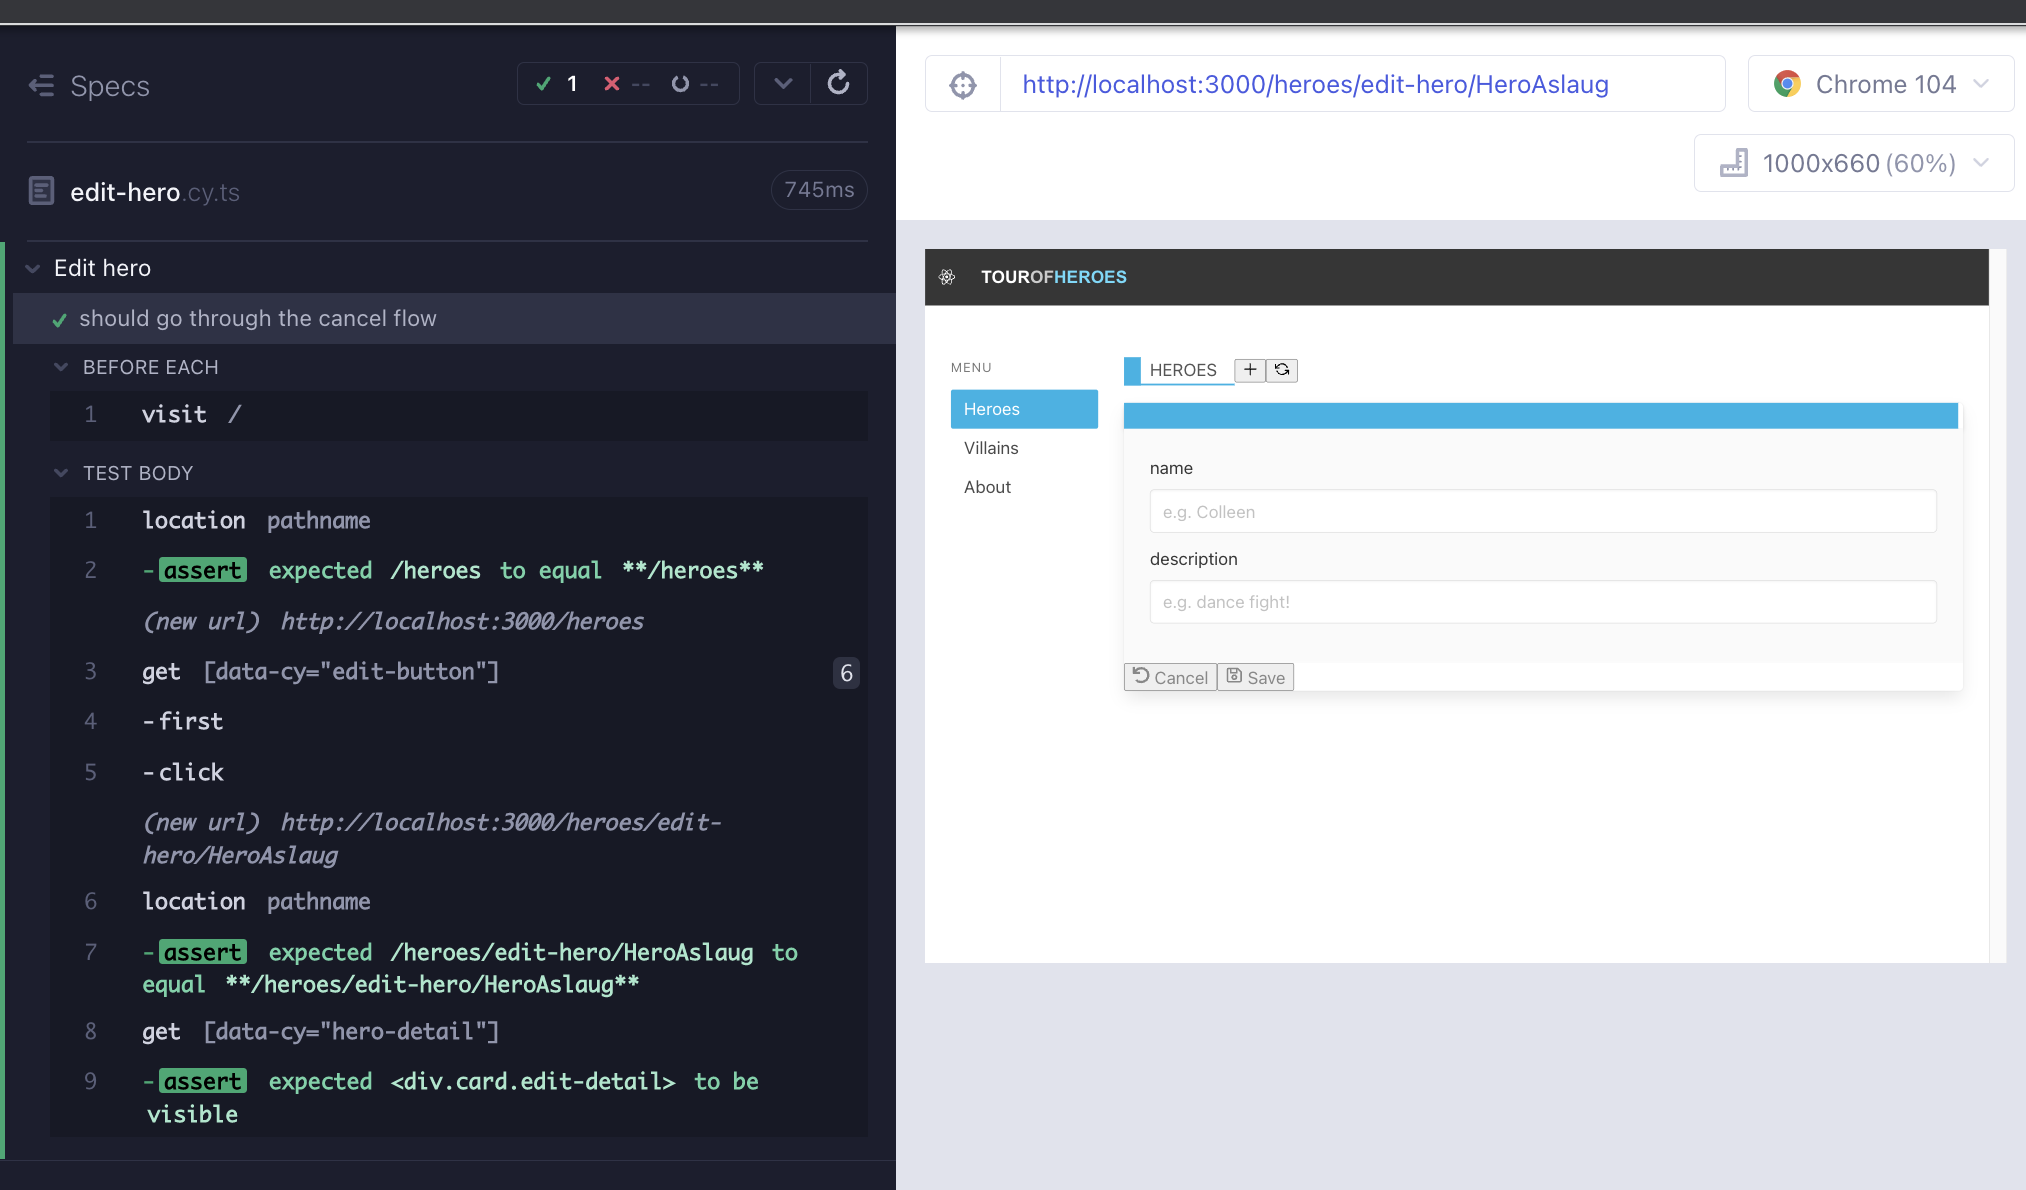 Specs
1 -- --
edit-hero.cy.ts
745ms
Edit hero
should go through the cancel flow
BEFORE EACH
1 visit /
TEST BODY
1 location pathname
2 -assert expected /heroes to equal **/heroes**
(new url) http://localhost:3000/heroes
3 get [data-cy="edit-button"] 6
4 -first
5 -click
(new url) http://localhost:3000/heroes/edit-
hero/HeroAslaug
6 location pathname
7 -assert expected /heroes/edit-hero/HeroAslaug to
equal **/heroes/edit-hero/HeroAslaug**
8 get [data-cy="hero-detail"]
9 -assert expected <div.card.edit-detail> to be
visible
http://localhost:3000/heroes/edit-hero/HeroAslaug
Chrome 104
1000x660 (60%)
TOUROFHEROES
MENU
Heroes
Villains
About
HEROES
name
e.g. Colleen
description
e.g. dance fight!
Cancel Save